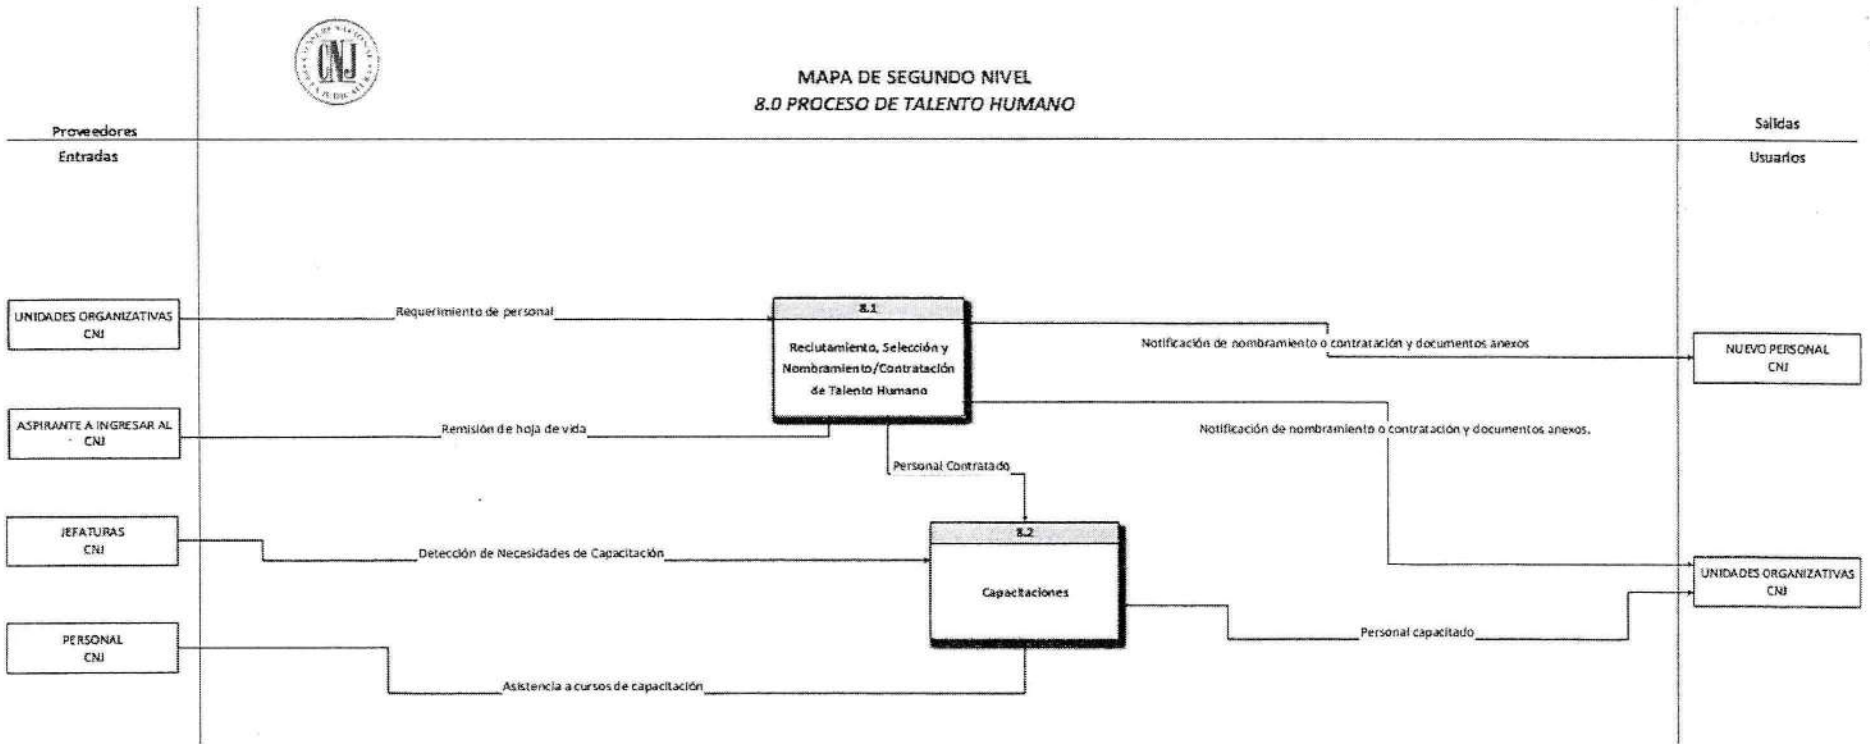 CNJ
MAPA DE SEGUNDO NIVEL
8.0 PROCESO DE TALENTO HUMANO
Proveedores
Entradas
Salidas
Usuarios
UNIDADES ORGANIZATIVAS
CNJ
Requerimiento de personal
8.1
Reclutamiento, Selección y
Nombramiento/Contratación
de Talento Humano
Notificación de nombramiento o contratación y documentos anexos
NUEVO PERSONAL
CNJ
ASPIRANTE A INGRESAR AL
CNJ
Remisión de hoja de vida
Notificación de nombramiento o contratación y documentos anexos.
Personal Contratado
JEFATURAS
CNJ
Detección de Necesidades de Capacitación
8.2
Capacitaciones
UNIDADES ORGANIZATIVAS
CNJ
PERSONAL
CNJ
Personal capacitado
Asistencia a cursos de capacitación